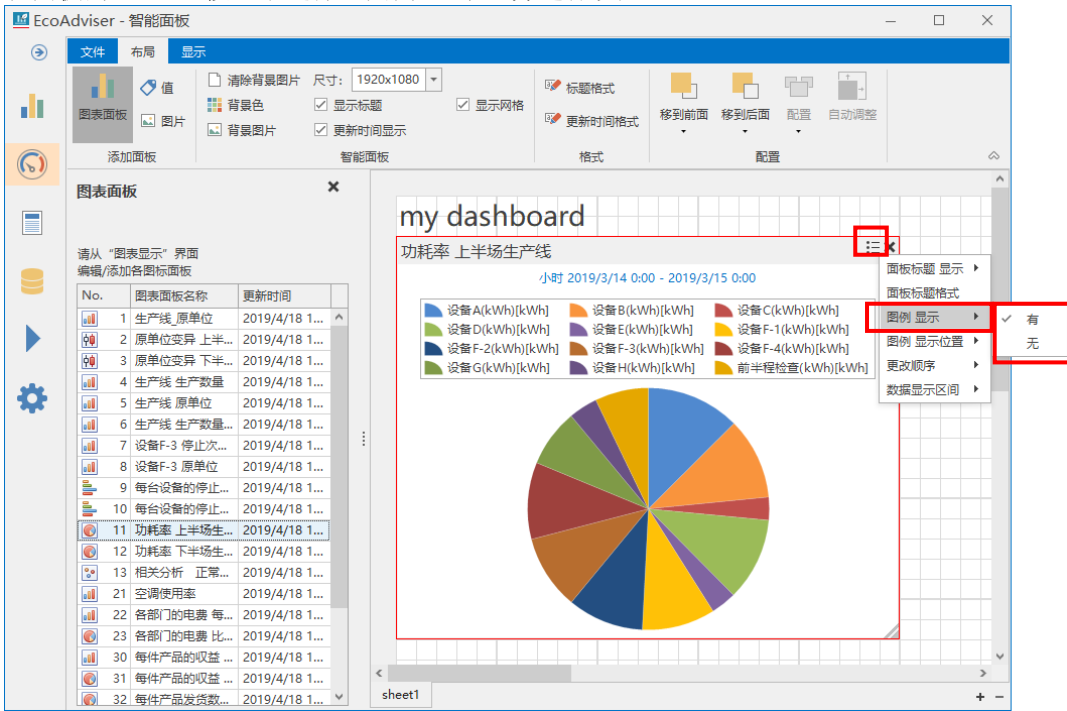 EcoAdviser - 智能面板
文件 布局 显示
图表面板
值
图片
添加面板
清除背景图片
背景色
背景图片
尺寸: 1920x1080
显示标题
更新时间显示
显示网格
智能面板
标题格式
更新时间格式
格式
移到前面 移到后面 配置 自动调整
配置
图表面板
请从“图表显示”界面
编辑/添加各图标面板
No. 图表面板名称 更新时间
1 生产线_原单位 2019/4/18 1...
2 原单位变异 上半... 2019/4/18 1...
3 原单位变异 下半... 2019/4/18 1...
4 生产线 生产数量 2019/4/18 1...
5 生产线 原单位 2019/4/18 1...
6 生产线 生产数量... 2019/4/18 1...
7 设备F-3 停止次... 2019/4/18 1...
8 设备F-3 原单位 2019/4/18 1...
9 每台设备的停止... 2019/4/18 1...
10 每台设备的停止... 2019/4/18 1...
11 功耗率 上半场生... 2019/4/18 1...
12 功耗率 下半场生... 2019/4/18 1...
13 相关分析 正常... 2019/4/18 1...
21 空调使用率 2019/4/18 1...
22 各部门的电费 每... 2019/4/18 1...
23 各部门的电费 比... 2019/4/18 1...
30 每件产品的收益 ... 2019/4/18 1...
31 每件产品的收益 ... 2019/4/18 1...
32 每件产品发货数... 2019/4/18 1...
my dashboard
功耗率 上半场生产线
小时 2019/3/14 0:00 - 2019/3/15 0:00
设备A(kWh)[kWh] 设备B(kWh)[kWh] 设备C(kWh)[kWh]
设备D(kWh)[kWh] 设备E(kWh)[kWh] 设备F-1(kWh)[kWh]
设备F-2(kWh)[kWh] 设备F-3(kWh)[kWh] 设备F-4(kWh)[kWh]
设备G(kWh)[kWh] 设备H(kWh)[kWh] 前半程检查(kWh)[kWh]
面板标题 显示
面板标题格式
图例 显示
图例 显示位置
更改顺序
数据显示区间
有
无
sheet1